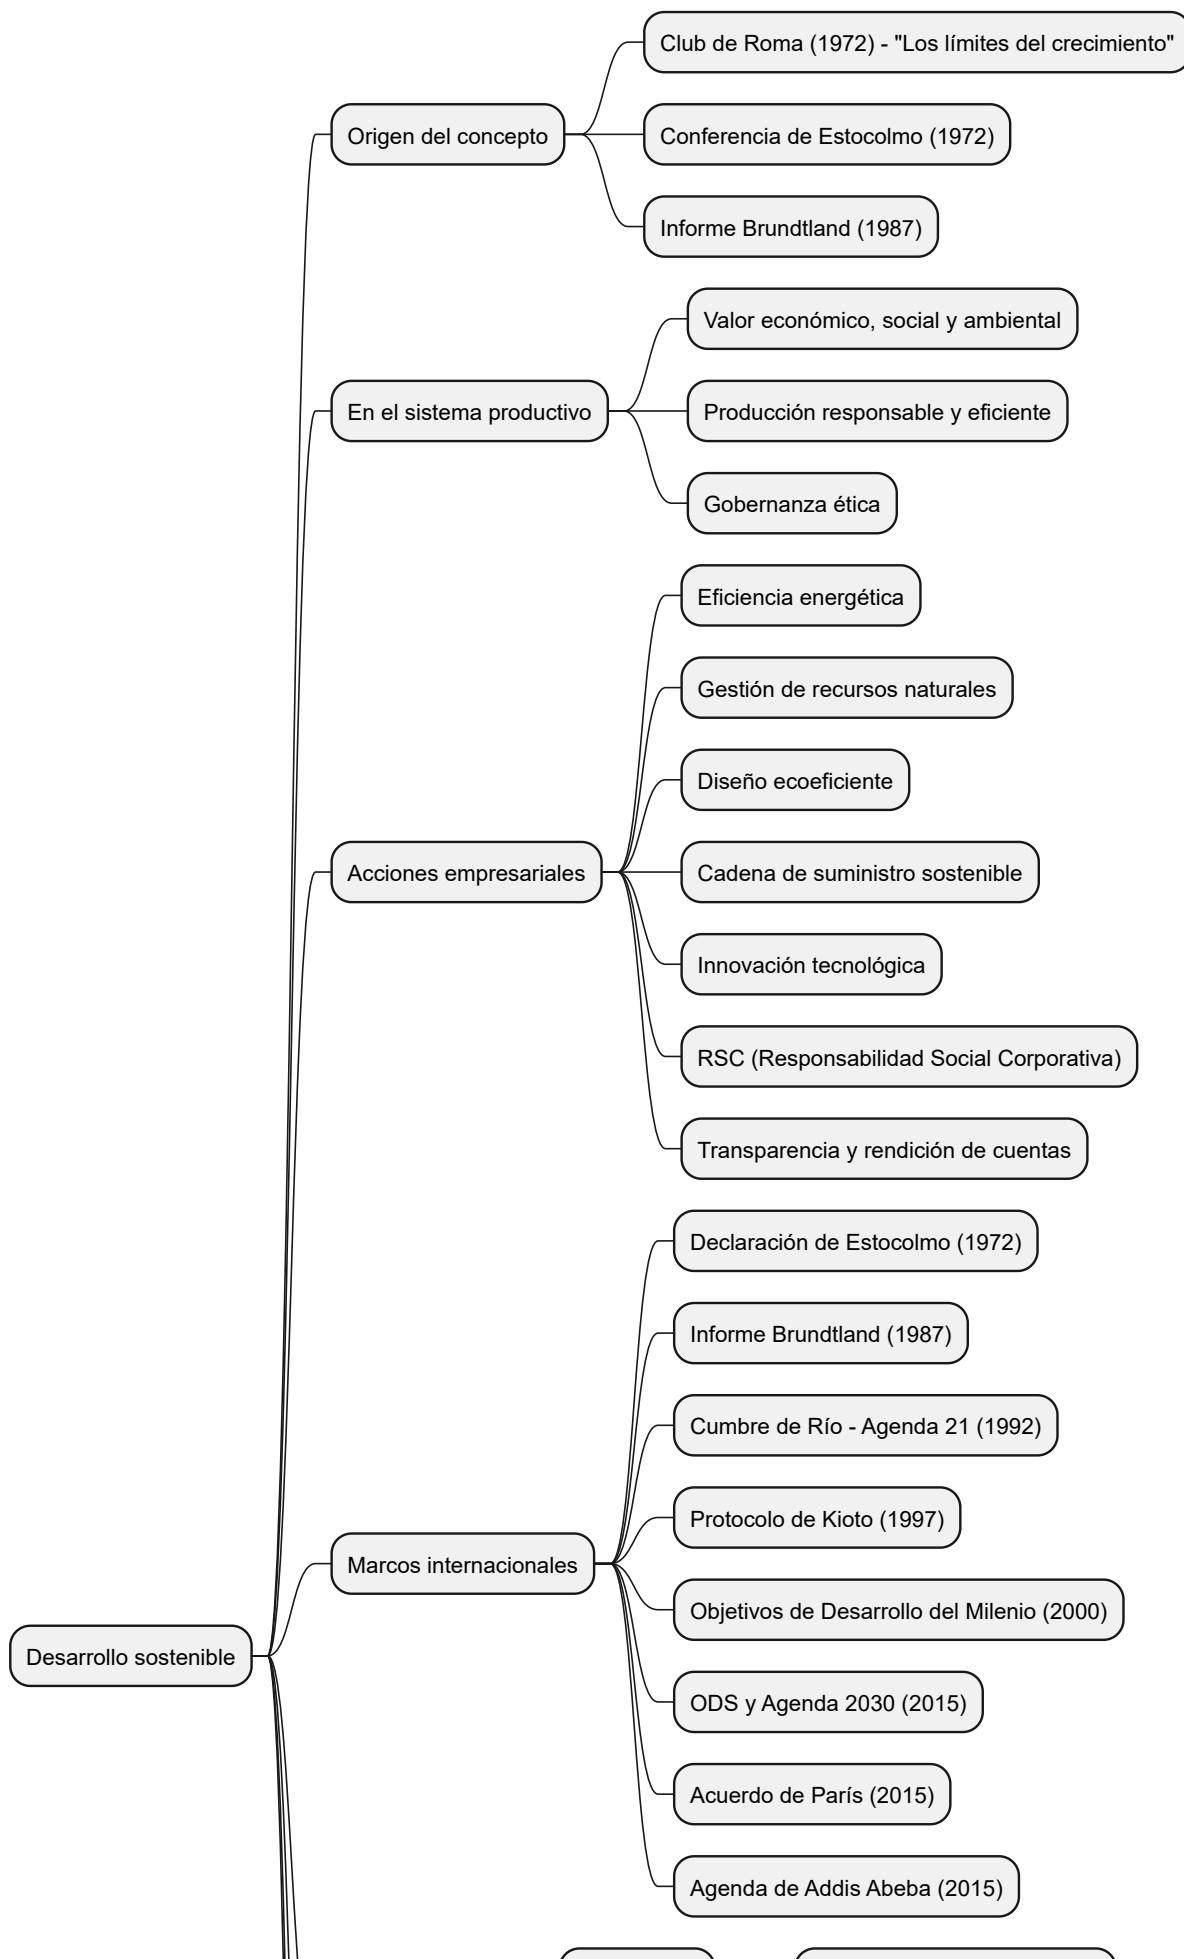 Desarrollo sostenible
Origen del concepto
Club de Roma (1972) - "Los límites del crecimiento"
Conferencia de Estocolmo (1972)
Informe Brundtland (1987)
En el sistema productivo
Valor económico, social y ambiental
Producción responsable y eficiente
Gobernanza ética
Acciones empresariales
Eficiencia energética
Gestión de recursos naturales
Diseño ecoeficiente
Cadena de suministro sostenible
Innovación tecnológica
RSC (Responsabilidad Social Corporativa)
Transparencia y rendición de cuentas
Marcos internacionales
Declaración de Estocolmo (1972)
Informe Brundtland (1987)
Cumbre de Río - Agenda 21 (1992)
Protocolo de Kioto (1997)
Objetivos de Desarrollo del Milenio (2000)
ODS y Agenda 2030 (2015)
Acuerdo de París (2015)
Agenda de Addis Abeba (2015)